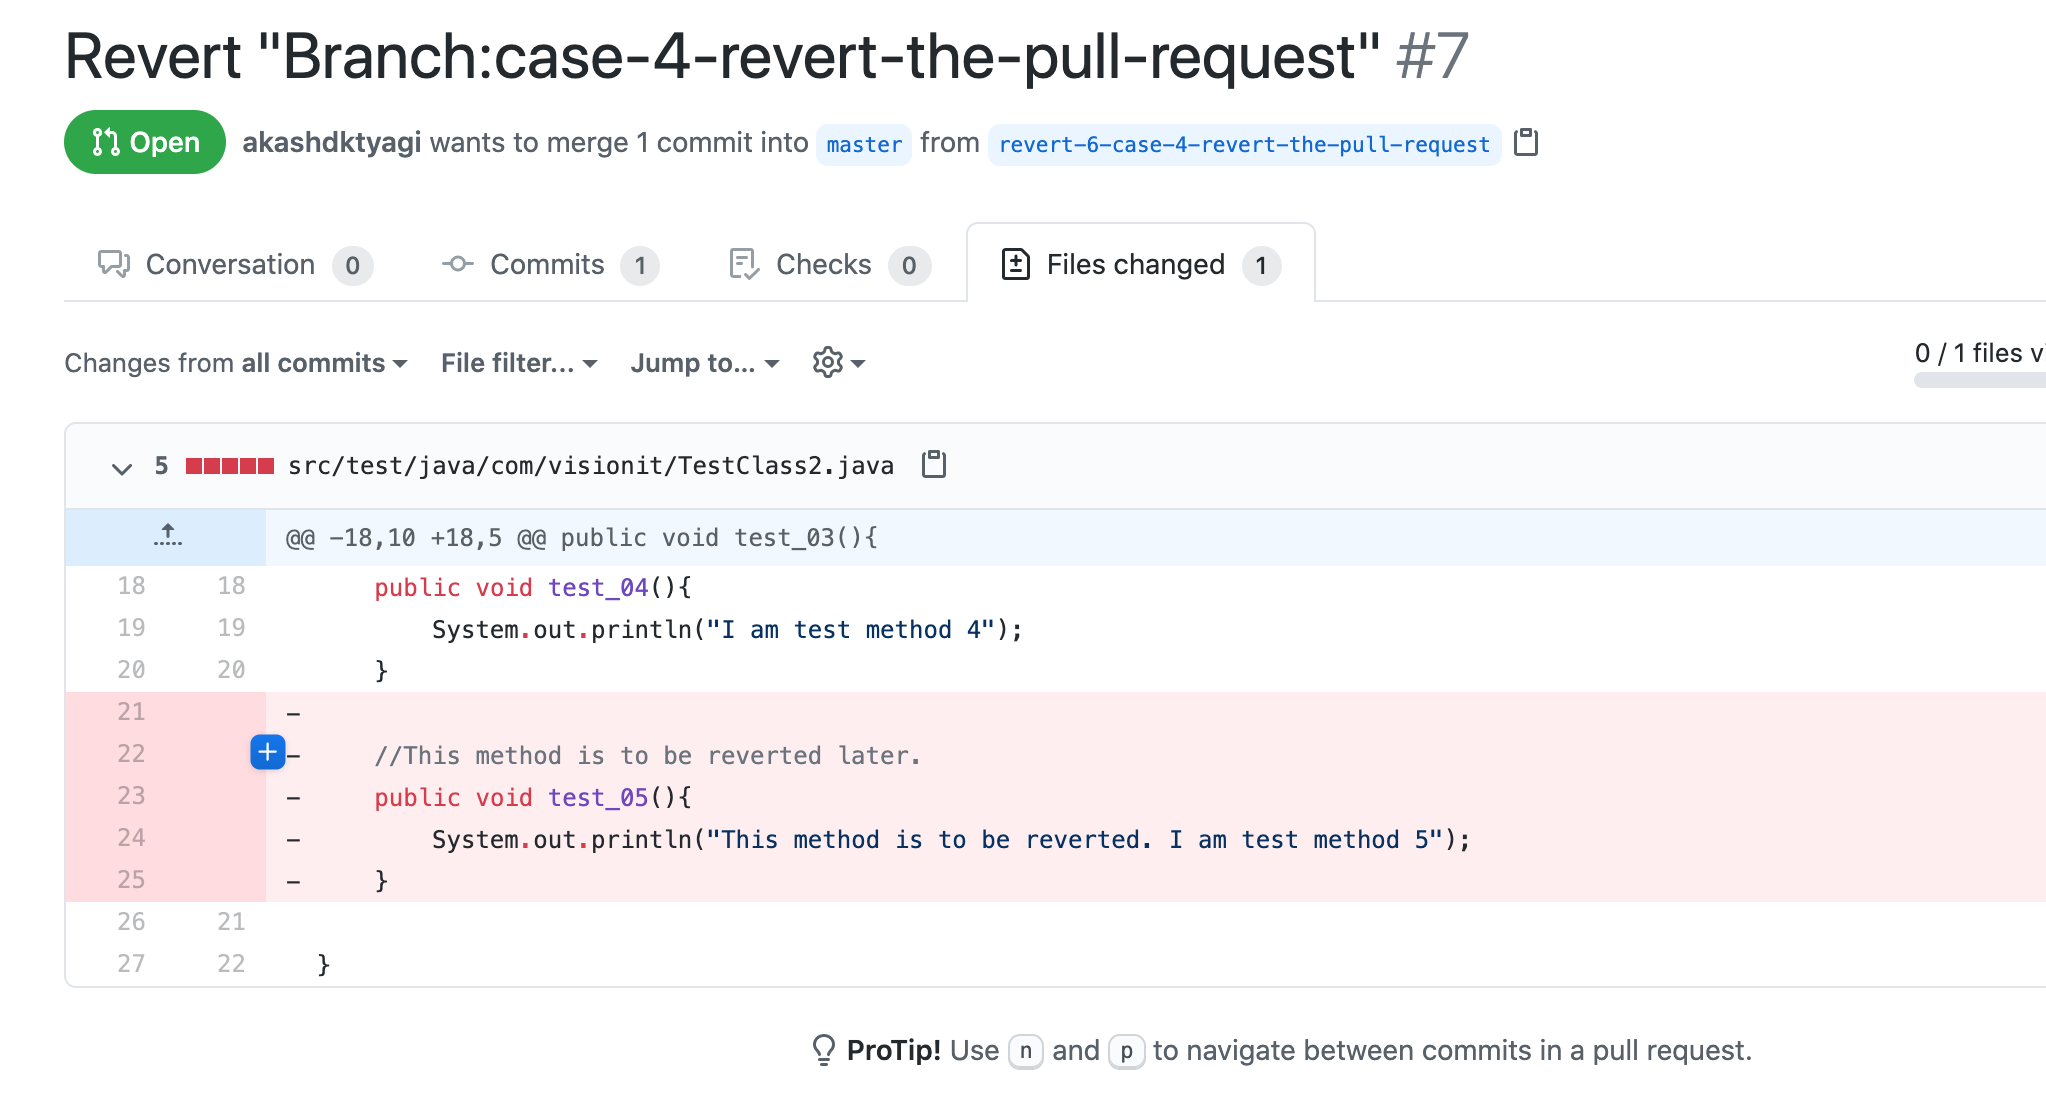 Revert "Branch:case-4-revert-the-pull-request" #7
Open akashdktyagi wants to merge 1 commit into master from revert-6-case-4-revert-the-pull-request
Conversation 0 Commits 1 Checks 0 Files changed 1
Changes from all commits File filter... Jump to...
0 / 1 files
5 src/test/java/com/visionit/TestClass2.java
@@ -18,10 +18,5 @@ public void test_03(){
18 18 public void test_04(){
19 19 System.out.println("I am test method 4");
20 20 }
21 -
22 - //This method is to be reverted later.
23 - public void test_05(){
24 - System.out.println("This method is to be reverted. I am test method 5");
25 - }
26 21
27 22 }
ProTip! Use n and p to navigate between commits in a pull request.